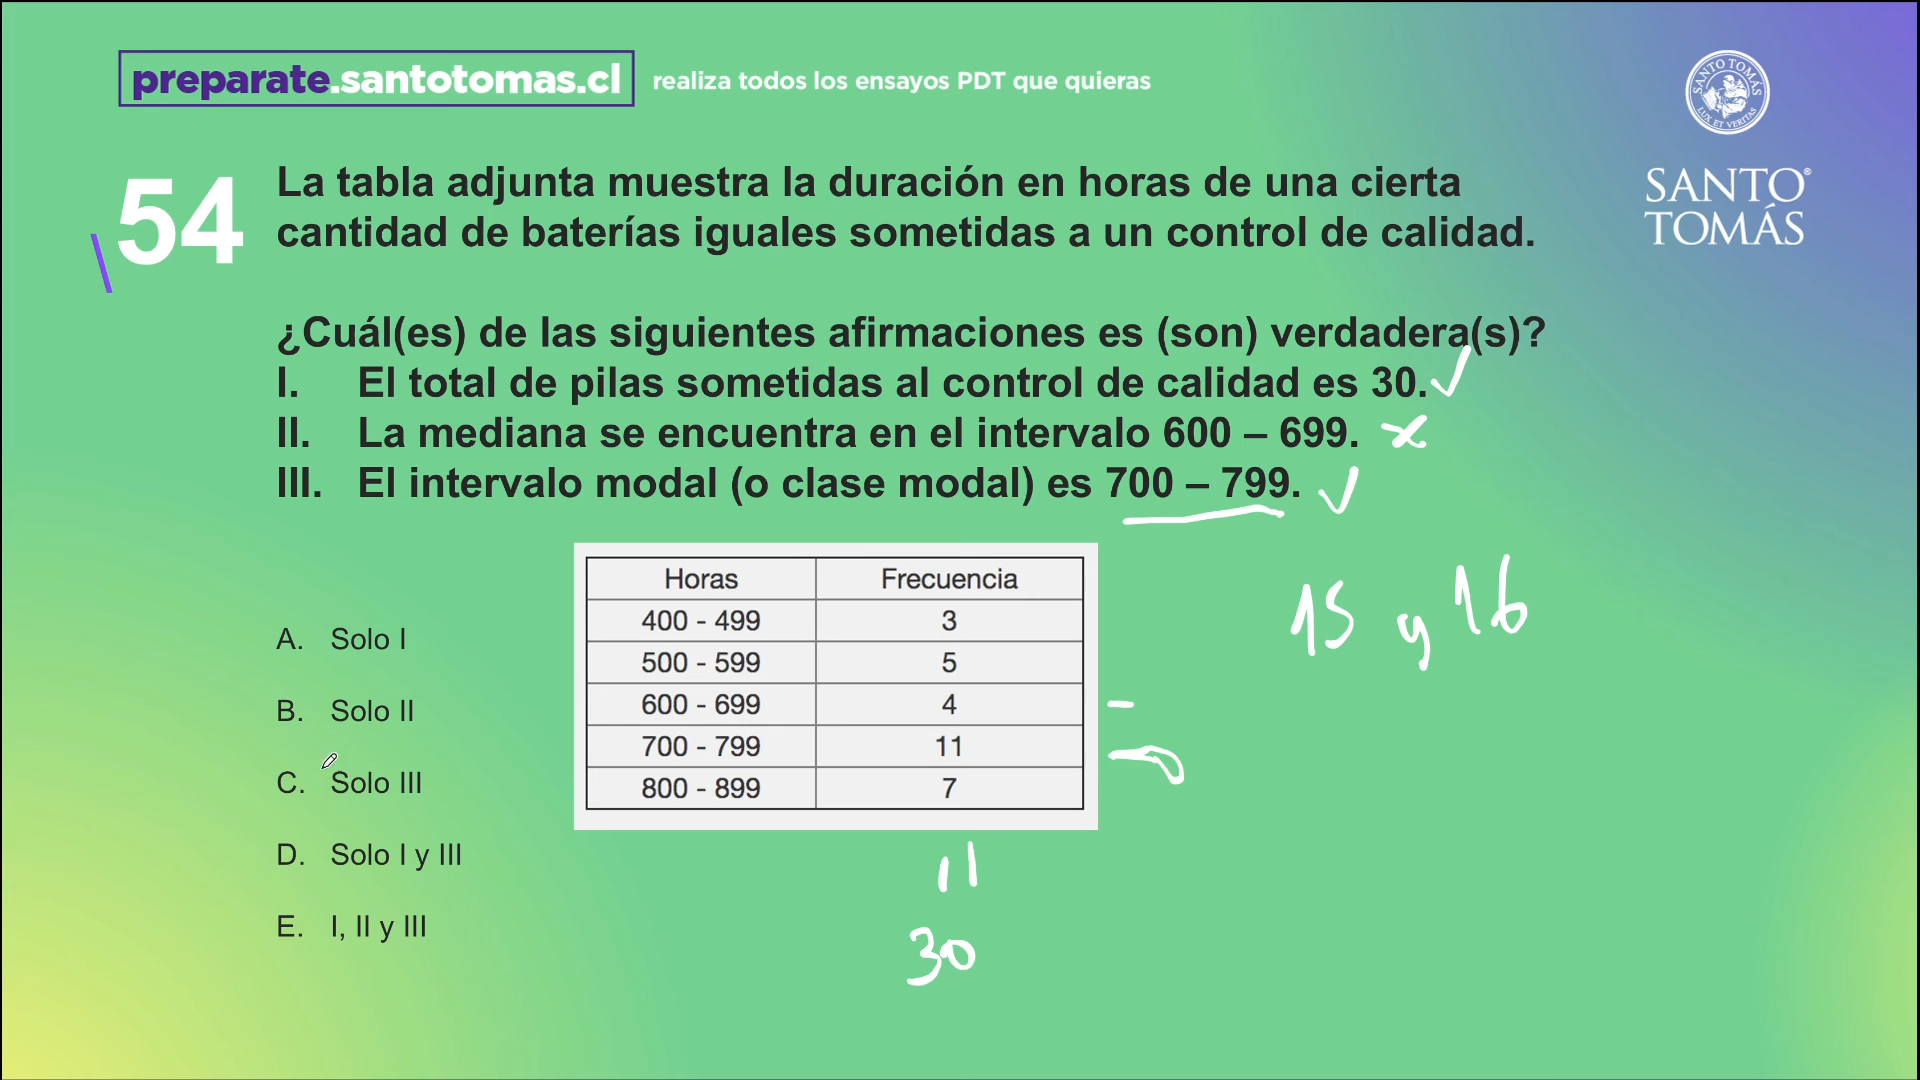 preparate.santotomas.cl realiza todos los ensayos PDT que quieras
SANTO TOMÁS
LUX ET VERITAS
SANTO®
TOMÁS
54
La tabla adjunta muestra la duración en horas de una cierta
cantidad de baterías iguales sometidas a un control de calidad.
¿Cuál(es) de las siguientes afirmaciones es (son) verdadera(s)?
I. El total de pilas sometidas al control de calidad es 30.
II. La mediana se encuentra en el intervalo 600 – 699.
III. El intervalo modal (o clase modal) es 700 – 799.
Horas Frecuencia
400 - 499 3
500 - 599 5
600 - 699 4
700 - 799 11
800 - 899 7
15 y 16
A. Solo I
B. Solo II
C. Solo III
D. Solo I y III
E. I, II y III
11
30